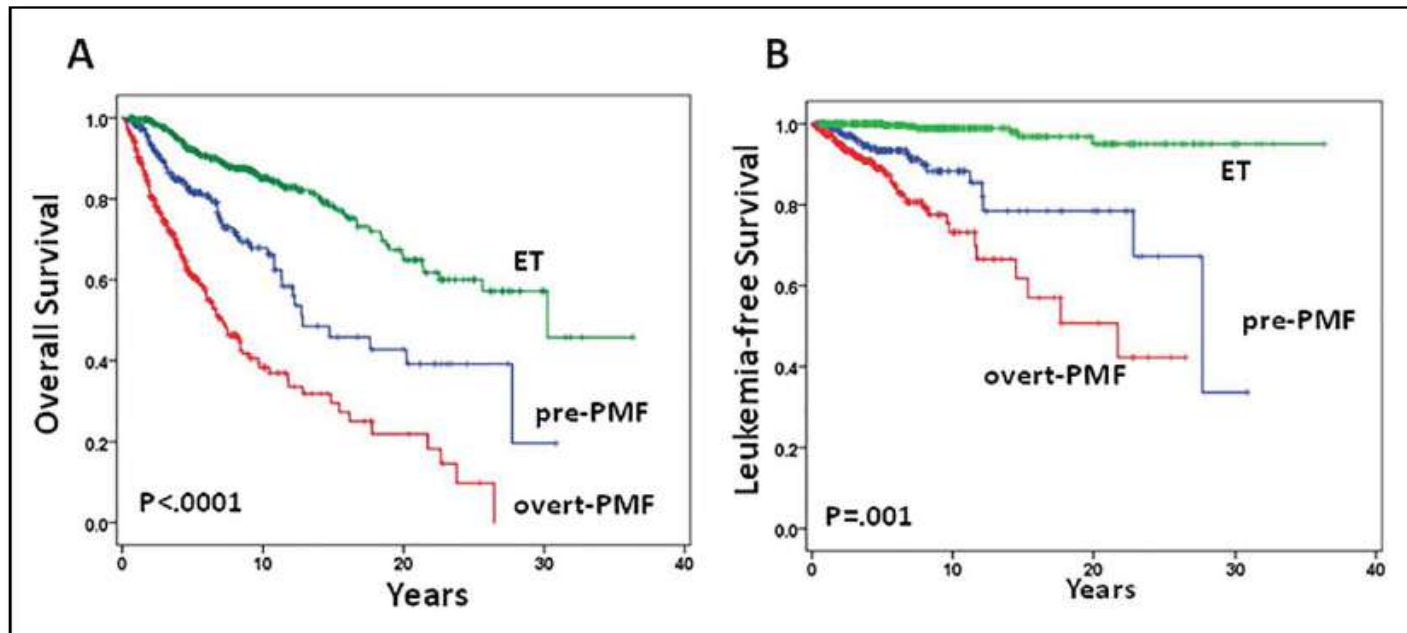 A
Overall Survival
1.0
0.8
0.6
0.4
0.2
0.0
ET
pre-PMF
overt-PMF
P<.0001
0 10 20 30 40
Years
B
Leukemia-free Survival
1.0
0.8
0.6
0.4
0.2
0.0
ET
pre-PMF
overt-PMF
P=.001
0 10 20 30 40
Years